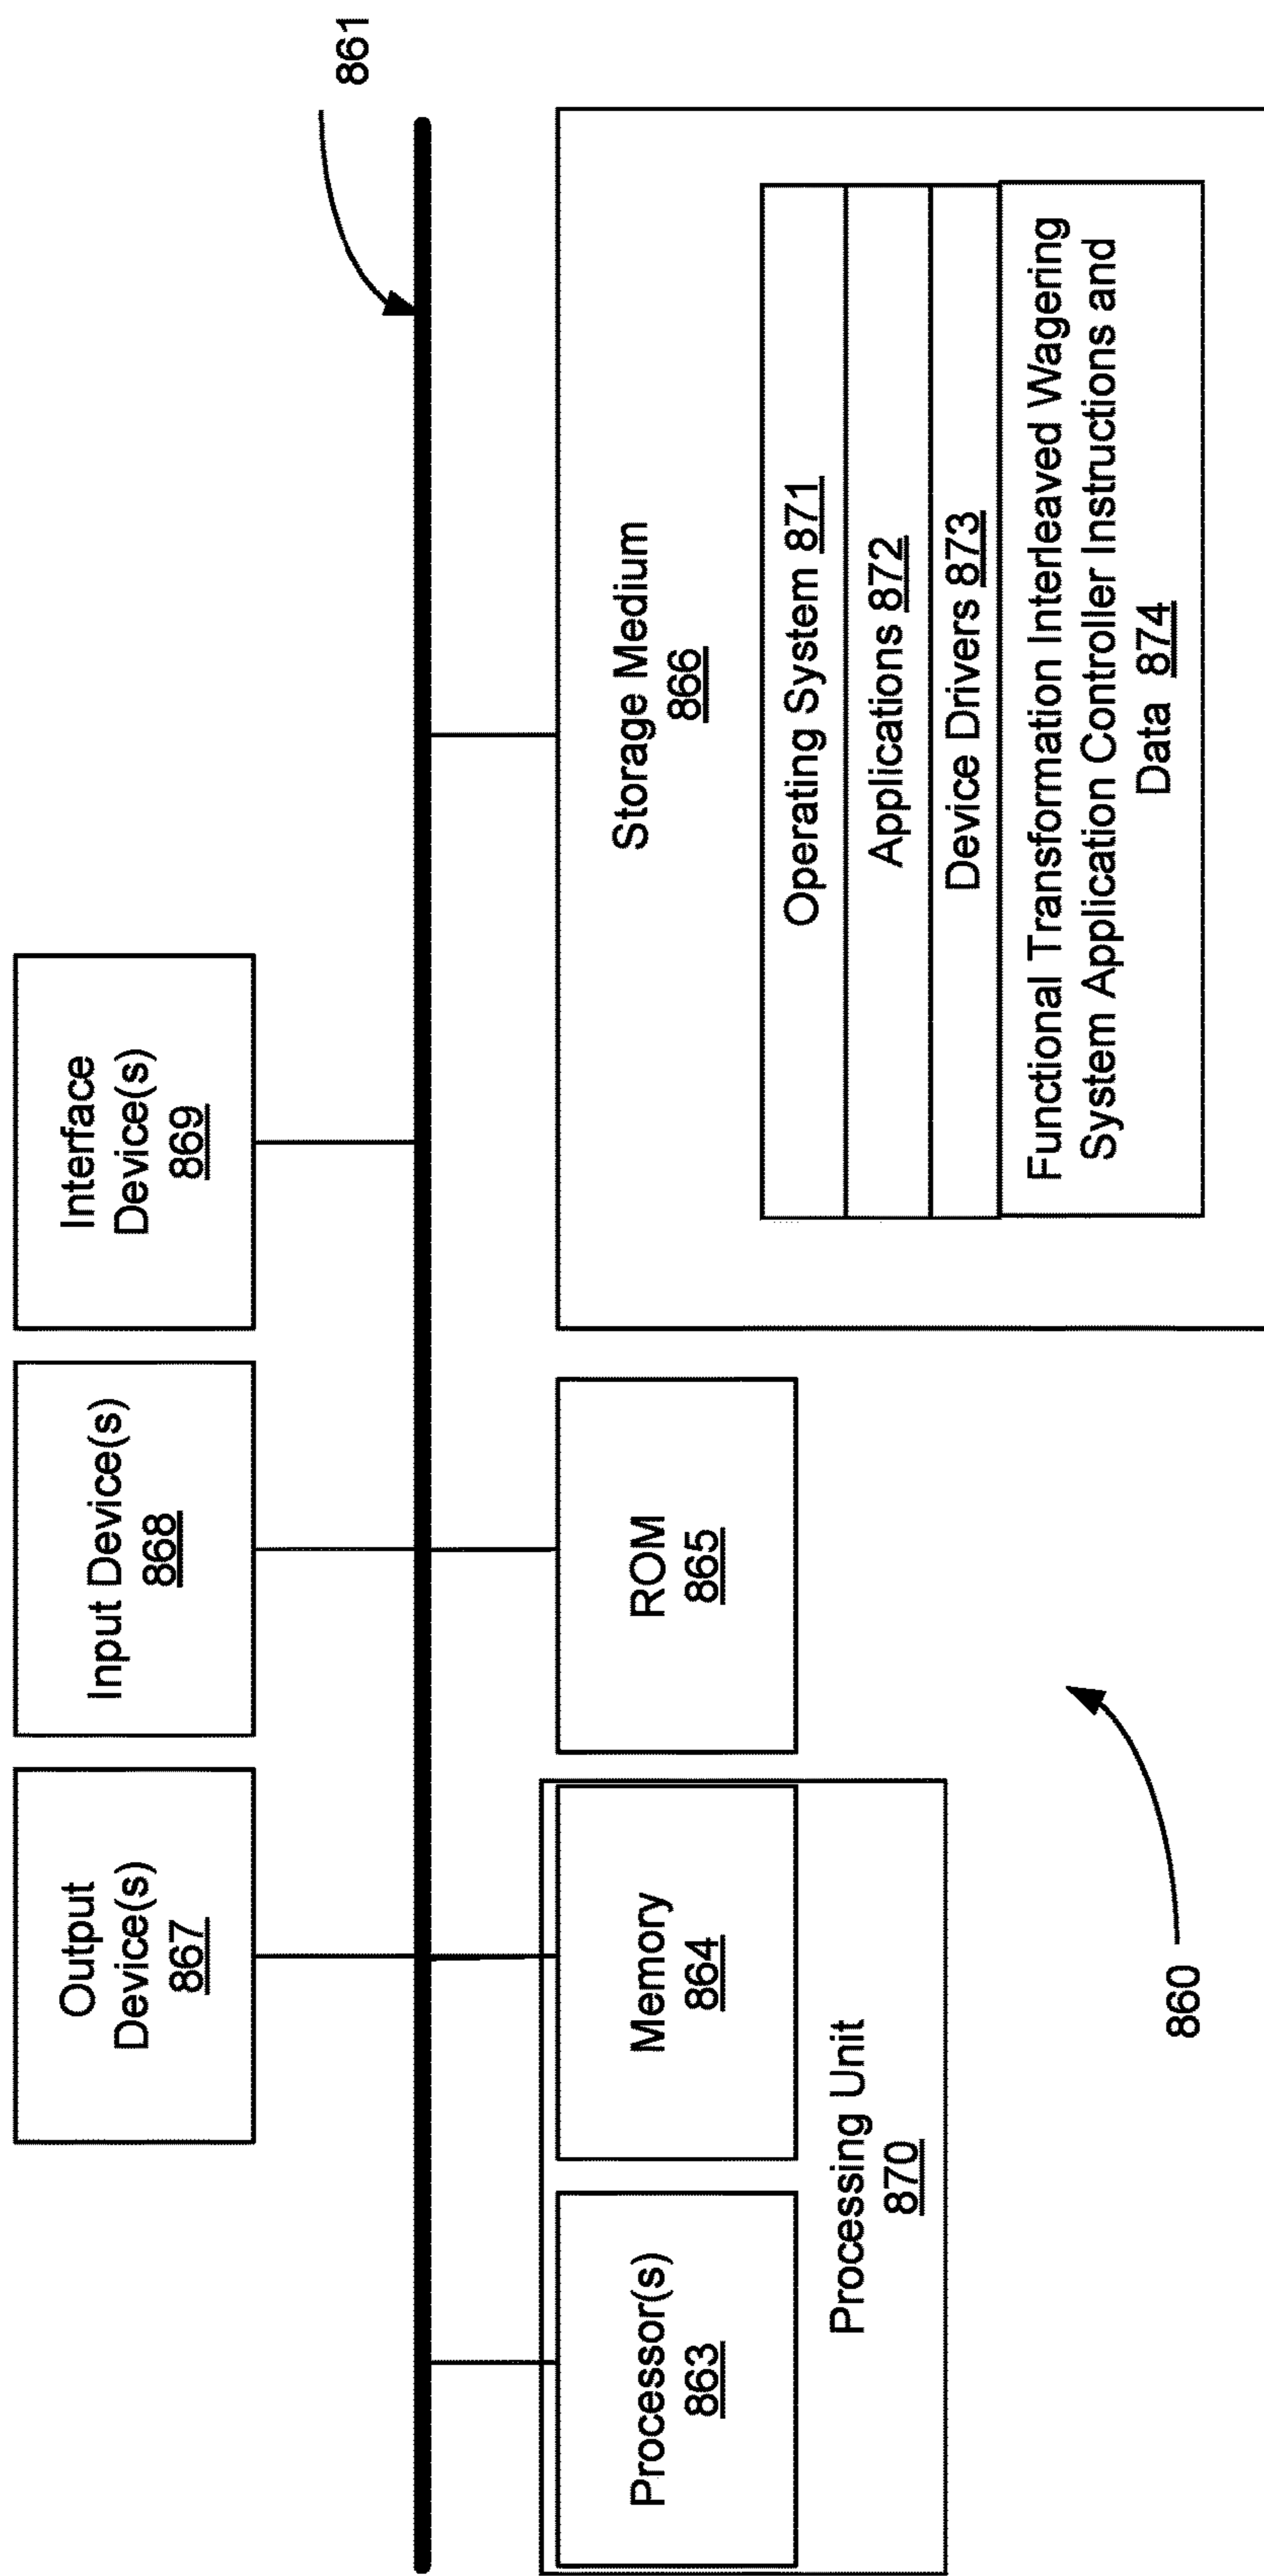 861
Output
Device(s)
867
Input Device(s)
868
Interface
Device(s)
869
Processor(s)
863
Memory
864
Processing Unit
870
ROM
865
Storage Medium
866
Operating System 871
Applications 872
Device Drivers 873
Functional Transformation Interleaved Wagering
System Application Controller Instructions and
Data 874
860